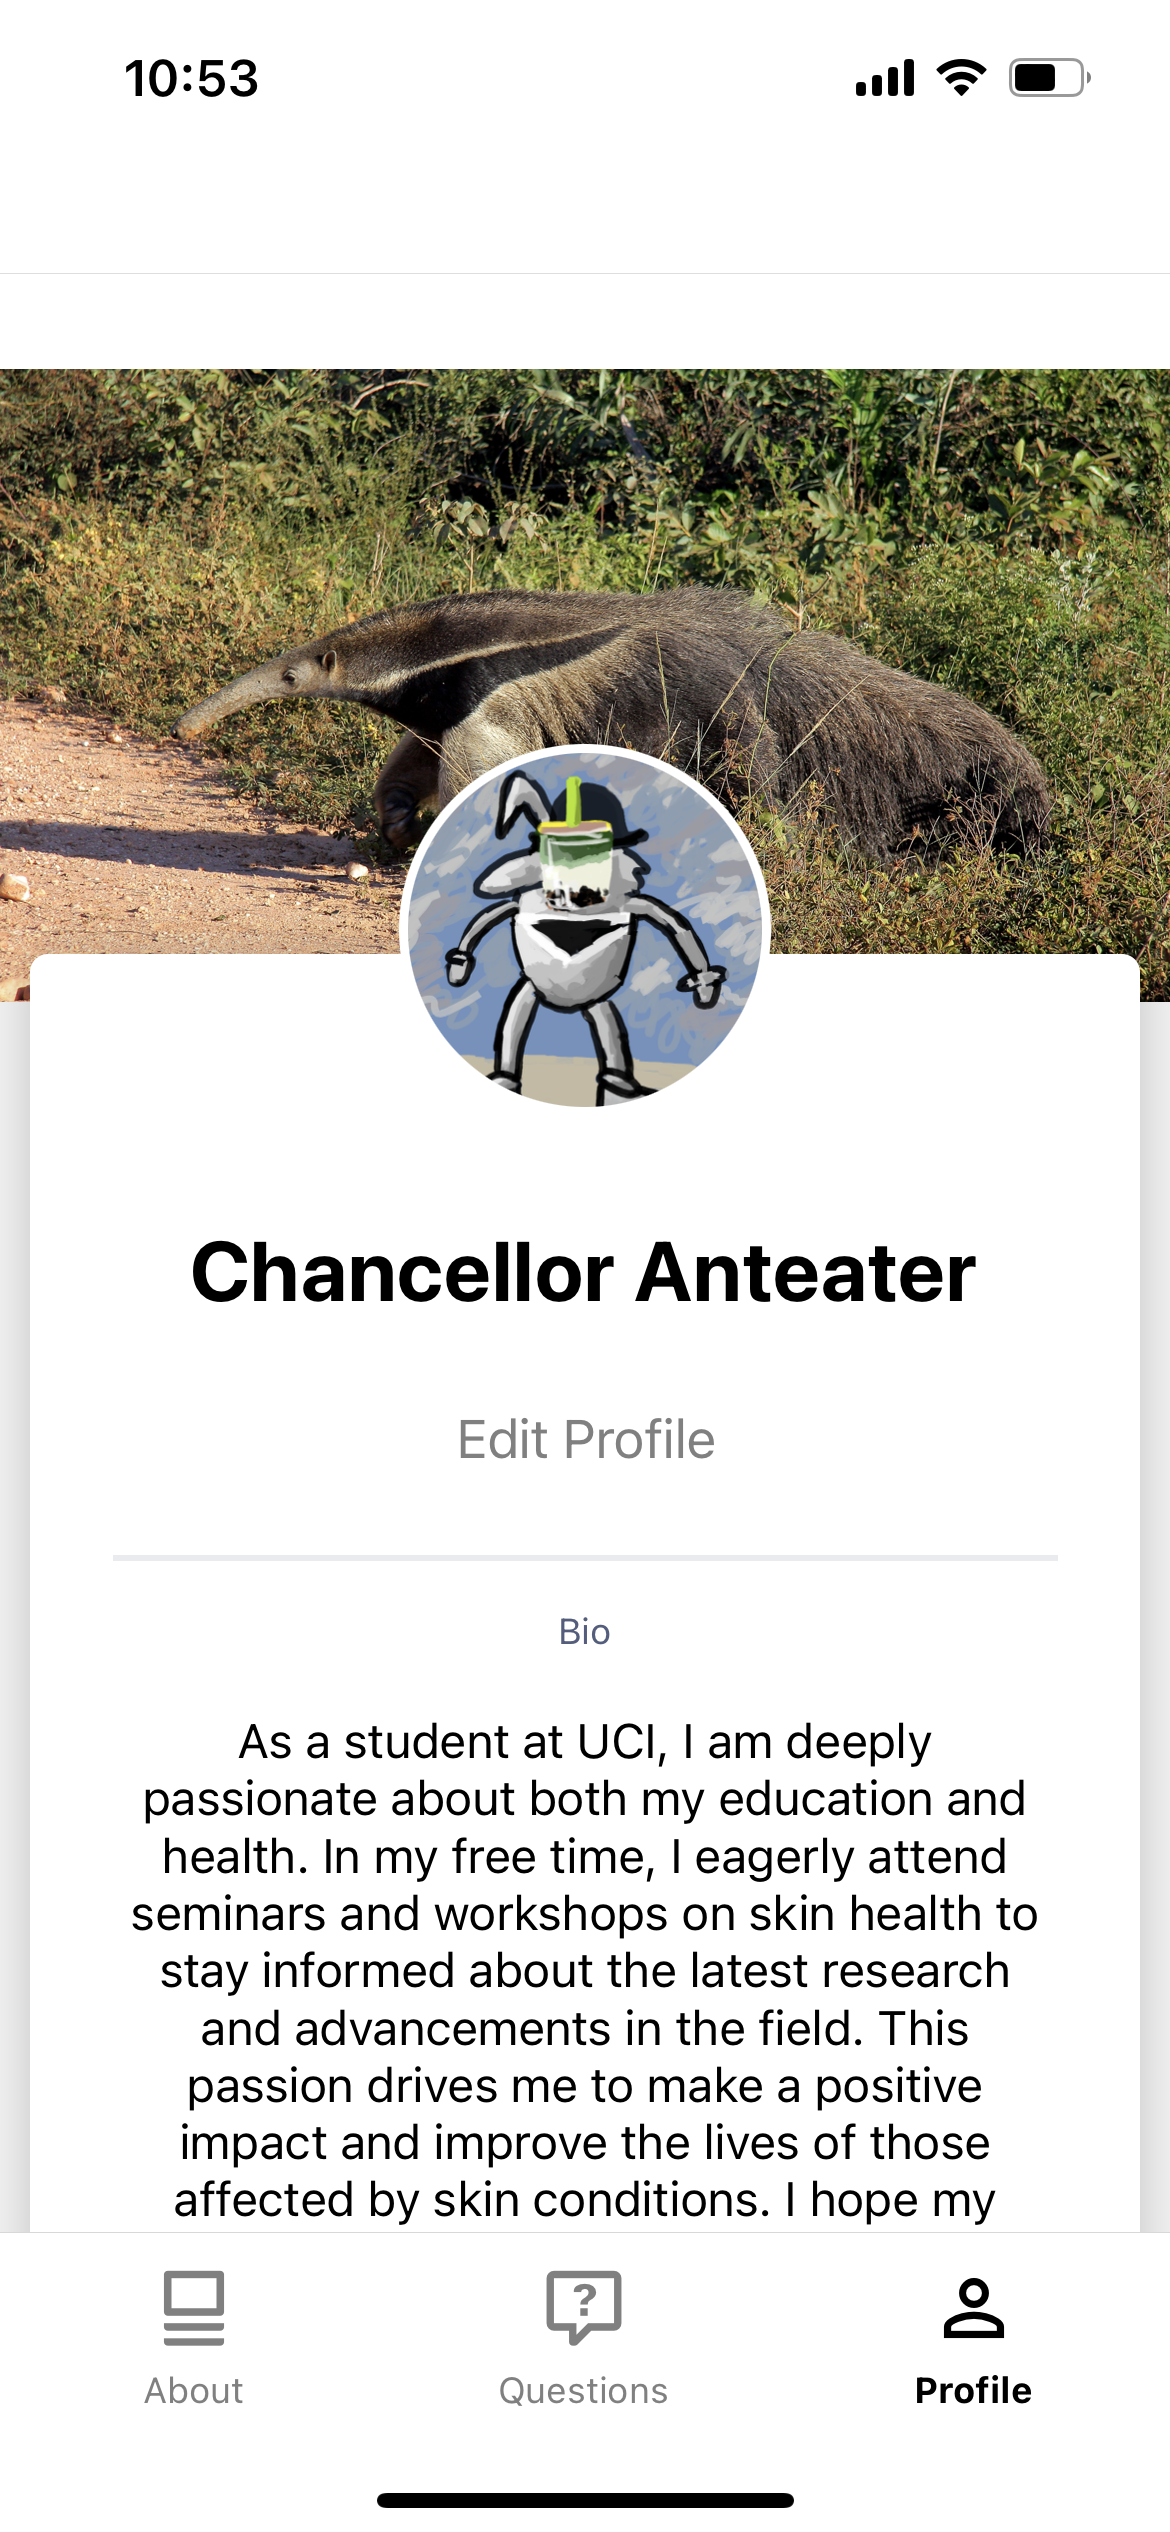 10:53
Chancellor Anteater
Edit Profile
Bio
As a student at UCI, I am deeply
passionate about both my education and
health. In my free time, I eagerly attend
seminars and workshops on skin health to
stay informed about the latest research
and advancements in the field. This
passion drives me to make a positive
impact and improve the lives of those
affected by skin conditions. I hope my
?
About
Questions
Profile